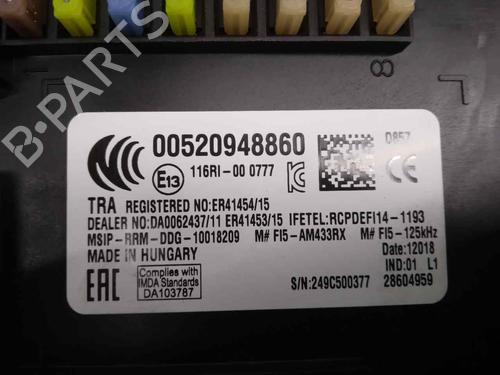 8
00520948860
D857
E13
116RI-00 0777
TRA REGISTERED NO:ER41454/15
DEALER NO:DA0062437/11 ER41453/15 IFETEL:RCPDEFI14-1193
MSIP-RRM-DDG-10018209 M# FI5-AM433RX M# FI5-125kHz
MADE IN HUNGARY
Date:12018
IND:01 L1
EAC
Complies with
IMDA Standards
DA103787
S/N:249C500377
28604959
B-PARTS